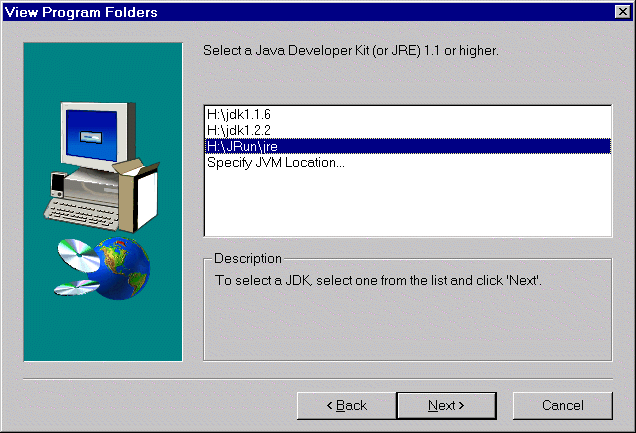 View Program Folders
Select a Java Developer Kit (or JRE) 1.1 or higher.
H:\jdk1.1.6
H:\jdk1.2.2
H:\JRun\jre
Specify JVM Location...
Description
To select a JDK, select one from the list and click 'Next'.
< Back
Next >
Cancel